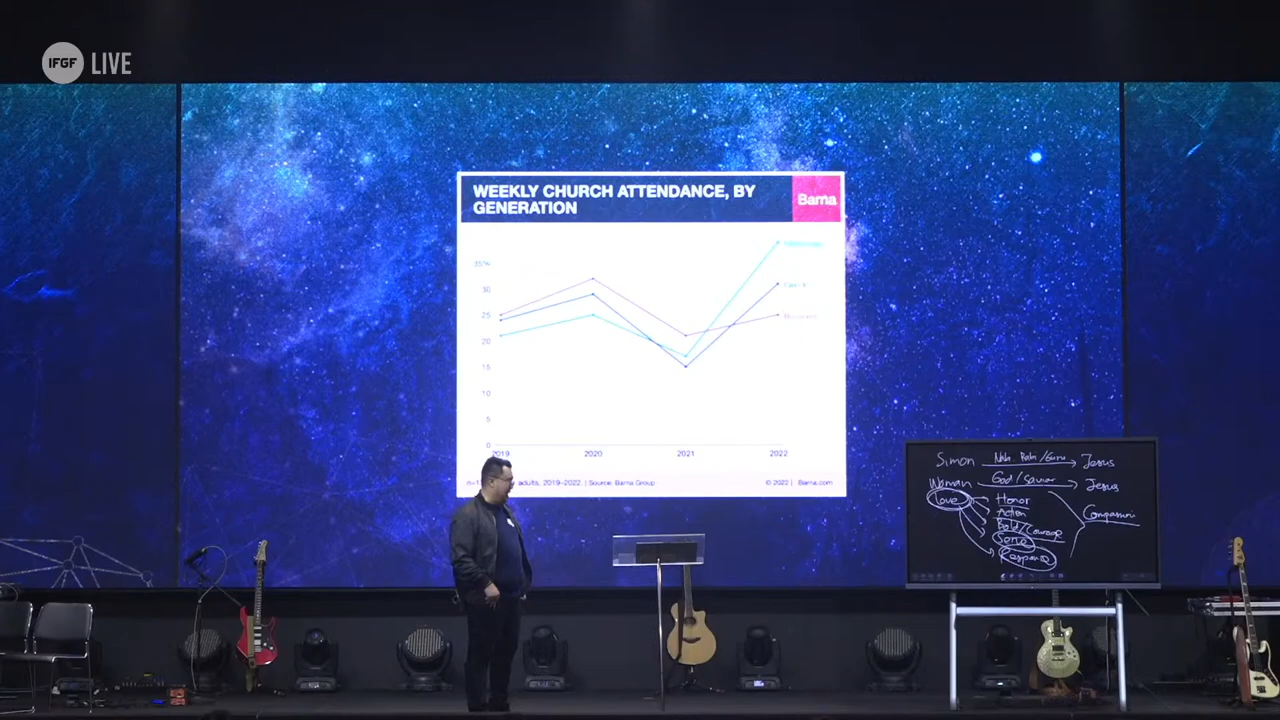 IFGF LIVE
WEEKLY CHURCH ATTENDANCE, BY
GENERATION
Barna
35%
30
25
20
15
10
5
0
Gen X
2019
2020
2021
2022
adults, 2019–2022. | Source: Barna Group
© 2022 | Barna.com
Simon
Jesus
Woman
God / Savior
Jesus
Love
Honor
Action
Bold/Courage
Serve
Response